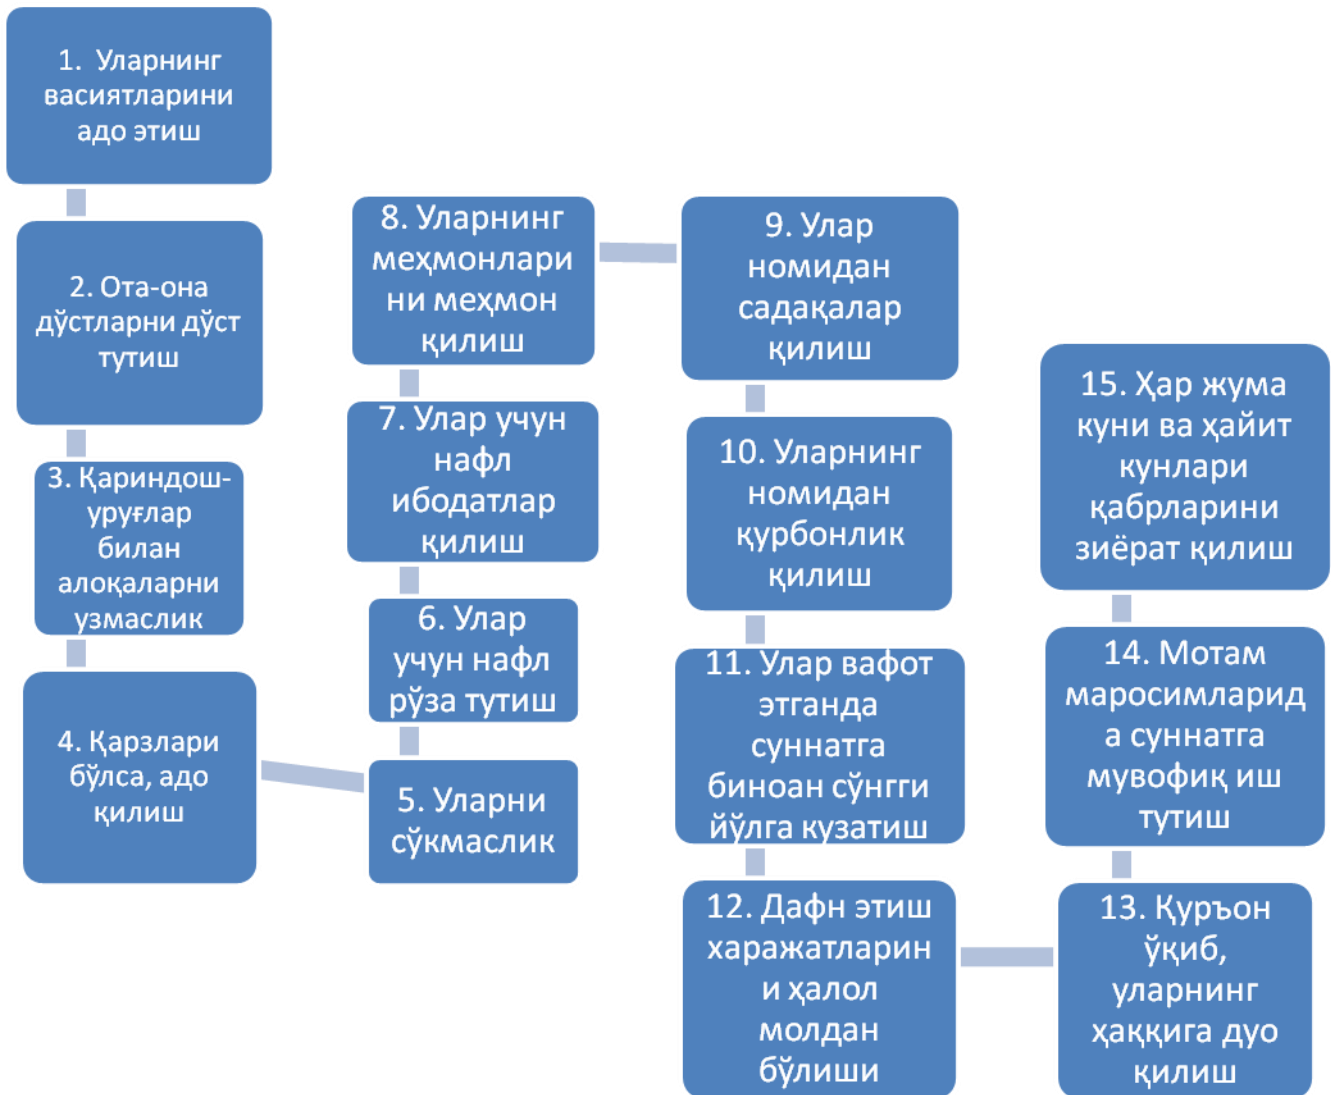 1. Уларнинг
васиятларини
адо этиш
2. Ота-она
дўстларни дўст
тутиш
3. Қариндош-
уруғлар
билан
алоқаларни
узмаслик
4. Қарзлари
бўлса, адо
қилиш
5. Уларни
сўкмаслик
6. Улар
учун нафл
рўза тутиш
7. Улар учун
нафл
ибодатлар
қилиш
8. Уларнинг
меҳмонлари
ни меҳмон
қилиш
9. Улар
номидан
садақалар
қилиш
10. Уларнинг
номидан
қурбонлик
қилиш
11. Улар вафот
этганда
суннатга
биноан сўнгги
йўлга кузатиш
12. Дафн этиш
харажатларин
и ҳалол
молдан
бўлиши
13. Қуръон
ўқиб,
уларнинг
ҳаққига дуо
қилиш
14. Мотам
маросимларид
а суннатга
мувофиқ иш
тутиш
15. Ҳар жума
куни ва ҳайит
кунлари
қабрларини
зиёрат қилиш